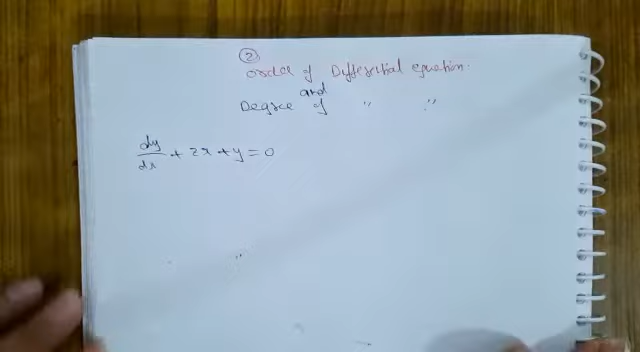 ②
order of Differential equation.
and
Degree of " "
dy/dx + 2x + y = 0